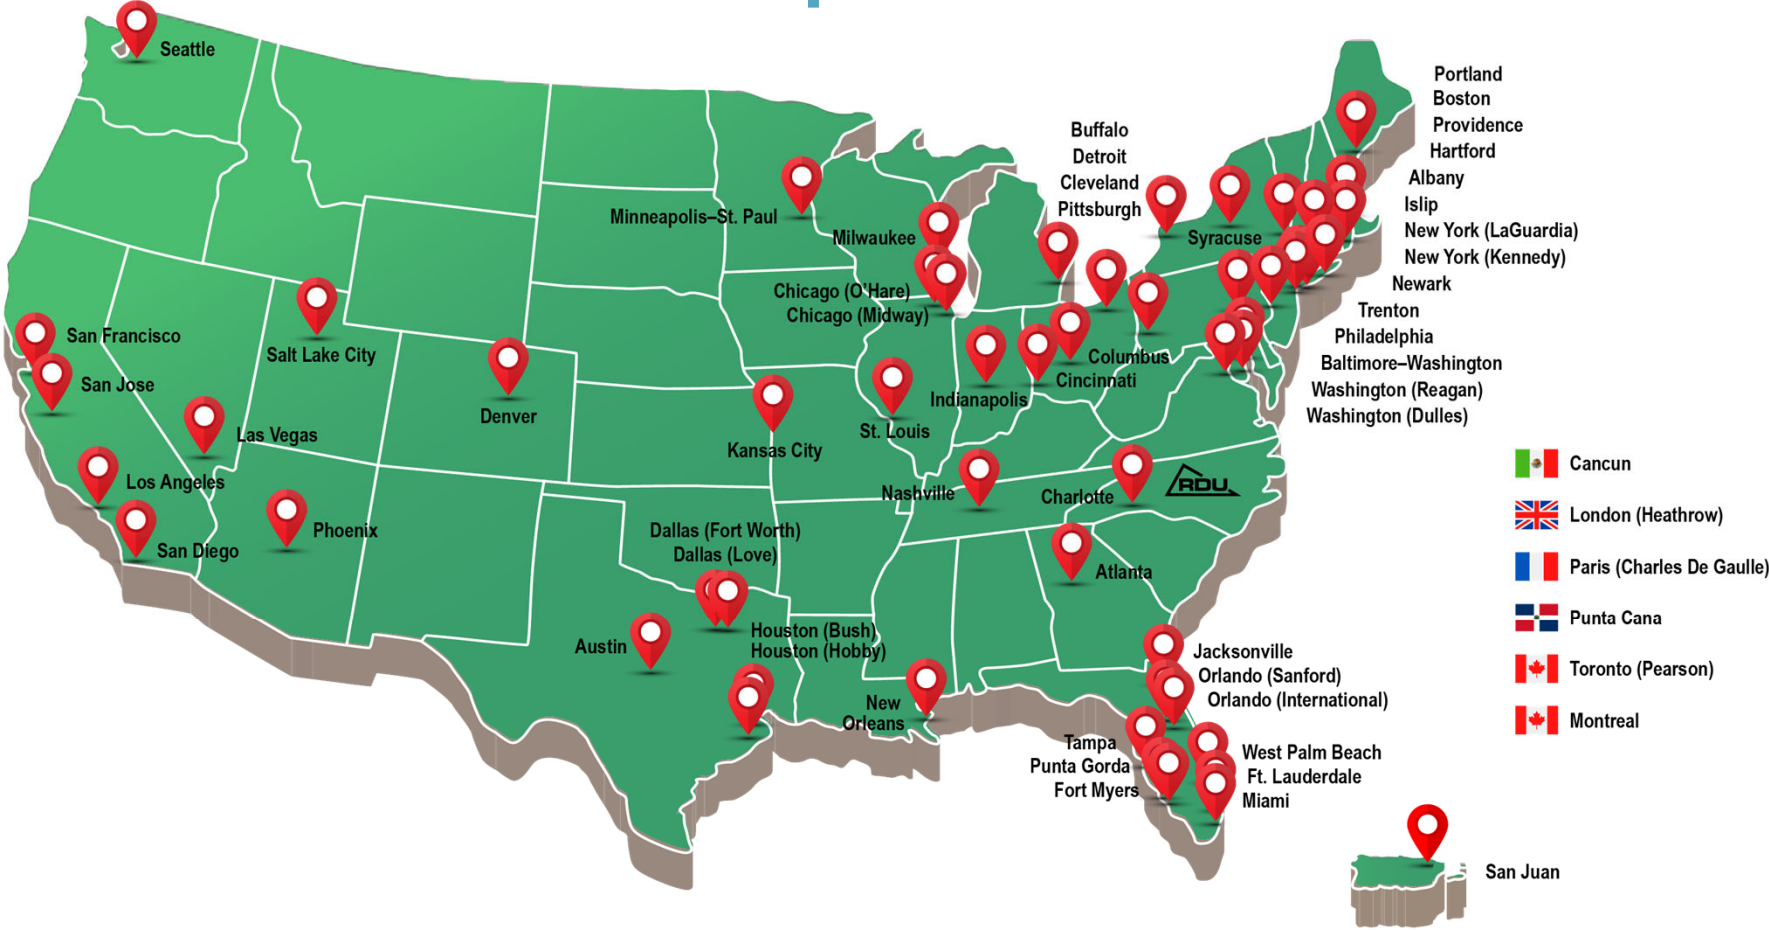 Seattle
Portland
Boston
Providence
Hartford
Albany
Islip
New York (LaGuardia)
New York (Kennedy)
Newark
Trenton
Philadelphia
Baltimore–Washington
Washington (Reagan)
Washington (Dulles)
Buffalo
Detroit
Cleveland
Pittsburgh
Syracuse
Minneapolis–St. Paul
Milwaukee
Chicago (O'Hare)
Chicago (Midway)
San Francisco
San Jose
Salt Lake City
Denver
Las Vegas
Los Angeles
San Diego
Phoenix
Kansas City
St. Louis
Indianapolis
Columbus
Cincinnati
Nashville
Charlotte
RDU
Atlanta
Dallas (Fort Worth)
Dallas (Love)
Austin
Houston (Bush)
Houston (Hobby)
New
Orleans
Jacksonville
Orlando (Sanford)
Orlando (International)
Tampa
Punta Gorda
Fort Myers
West Palm Beach
Ft. Lauderdale
Miami
Cancun
London (Heathrow)
Paris (Charles De Gaulle)
Punta Cana
Toronto (Pearson)
Montreal
San Juan